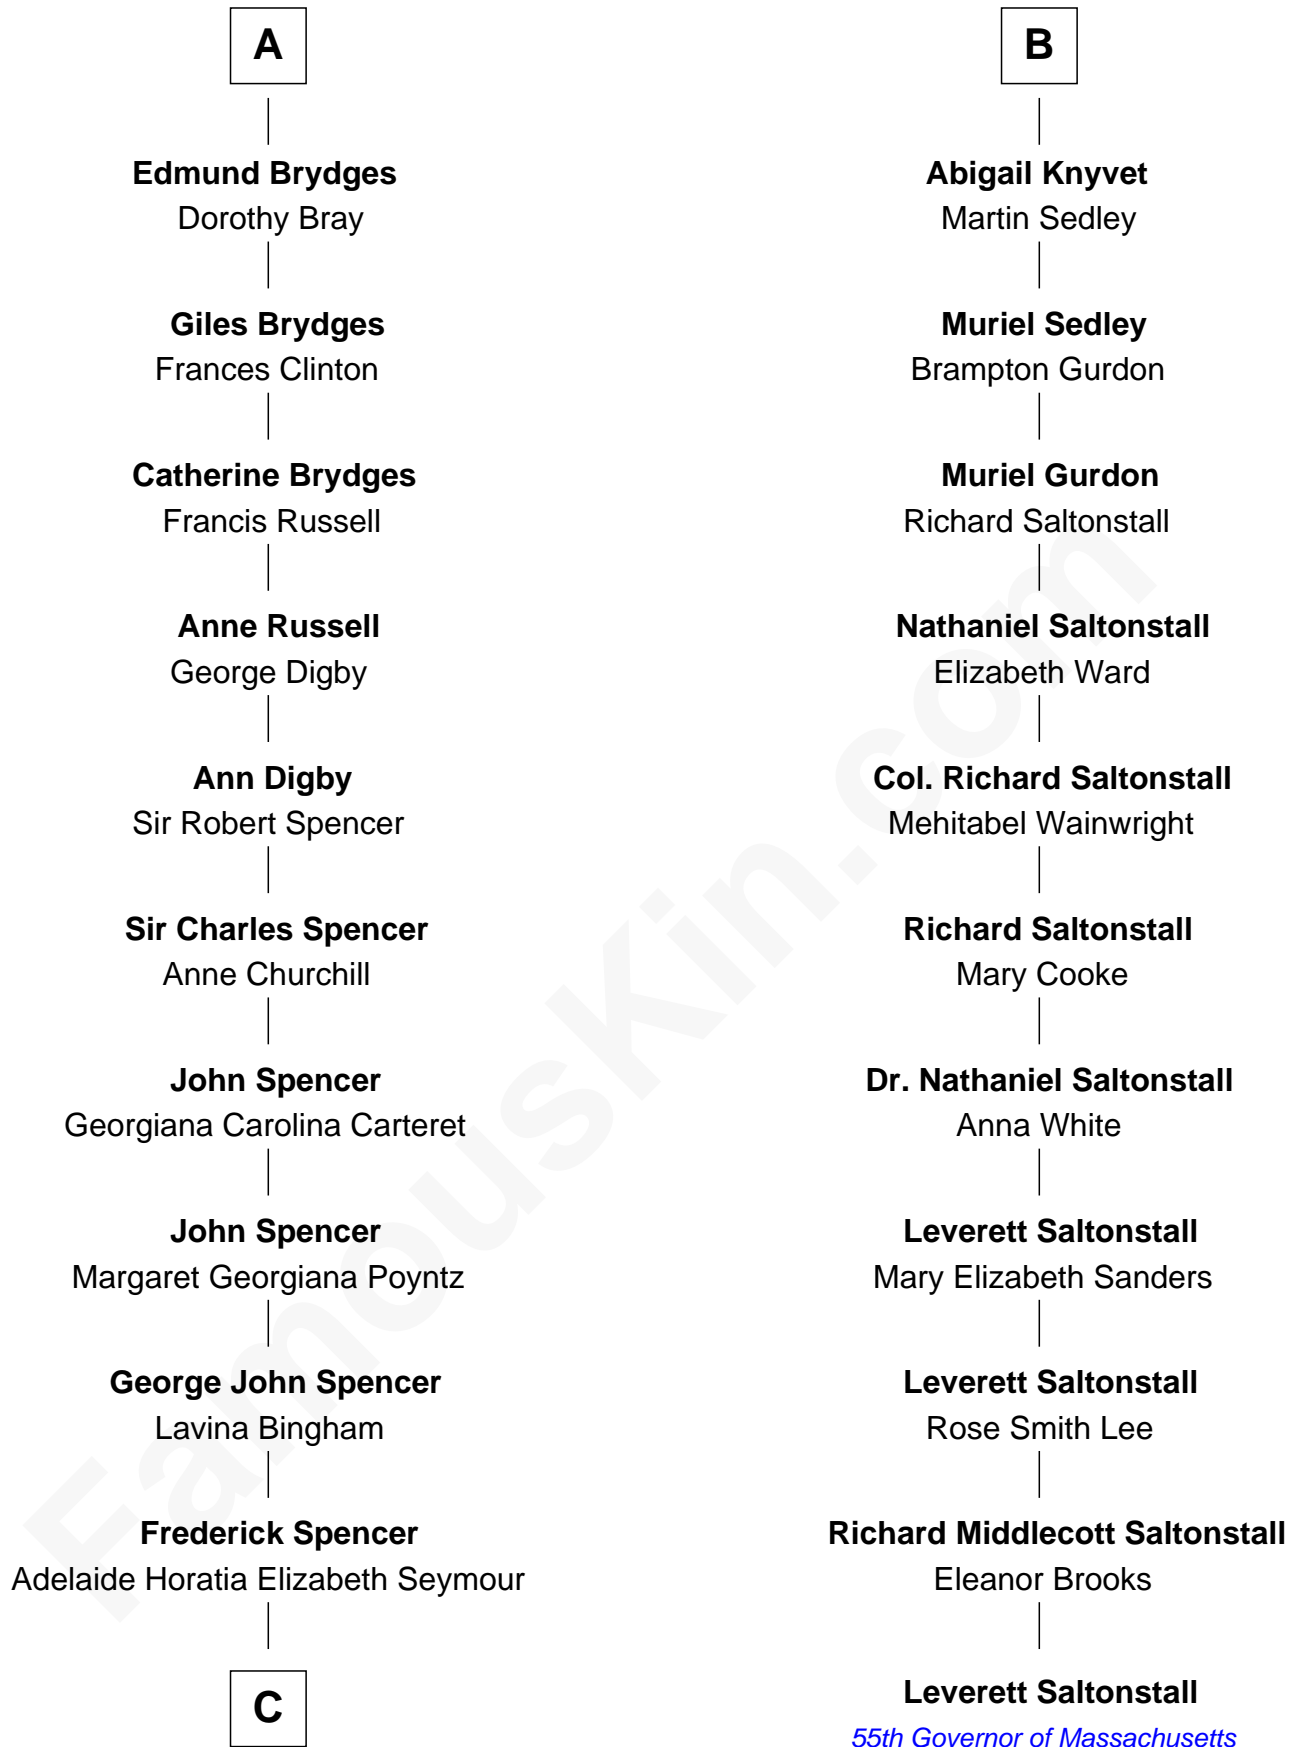 A
Edmund Brydges
Dorothy Bray
Giles Brydges
Frances Clinton
Catherine Brydges
Francis Russell
Anne Russell
George Digby
Ann Digby
Sir Robert Spencer
Sir Charles Spencer
Anne Churchill
John Spencer
Georgiana Carolina Carteret
John Spencer
Margaret Georgiana Poyntz
George John Spencer
Lavina Bingham
Frederick Spencer
Adelaide Horatia Elizabeth Seymour
C
B
Abigail Knyvet
Martin Sedley
Muriel Sedley
Brampton Gurdon
Muriel Gurdon
Richard Saltonstall
Nathaniel Saltonstall
Elizabeth Ward
Col. Richard Saltonstall
Mehitabel Wainwright
Richard Saltonstall
Mary Cooke
Dr. Nathaniel Saltonstall
Anna White
Leverett Saltonstall
Mary Elizabeth Sanders
Leverett Saltonstall
Rose Smith Lee
Richard Middlecott Saltonstall
Eleanor Brooks
Leverett Saltonstall
55th Governor of Massachusetts
FamousKin.com